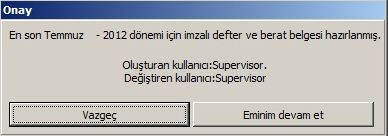 Onay
En son Temmuz - 2012 dönemi için imzalı defter ve berat belgesi hazırlanmış.
Oluşturan kullanıcı:Supervisor.
Değiştiren kullanıcı:Supervisor
Vazgeç
Eminim devam et